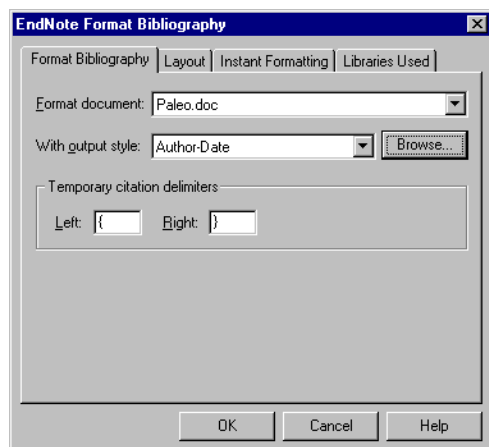 EndNote Format Bibliography
Format Bibliography Layout Instant Formatting Libraries Used
Format document: Paleo.doc
With output style: Author-Date Browse...
Temporary citation delimiters
Left: { Right: }
OK Cancel Help